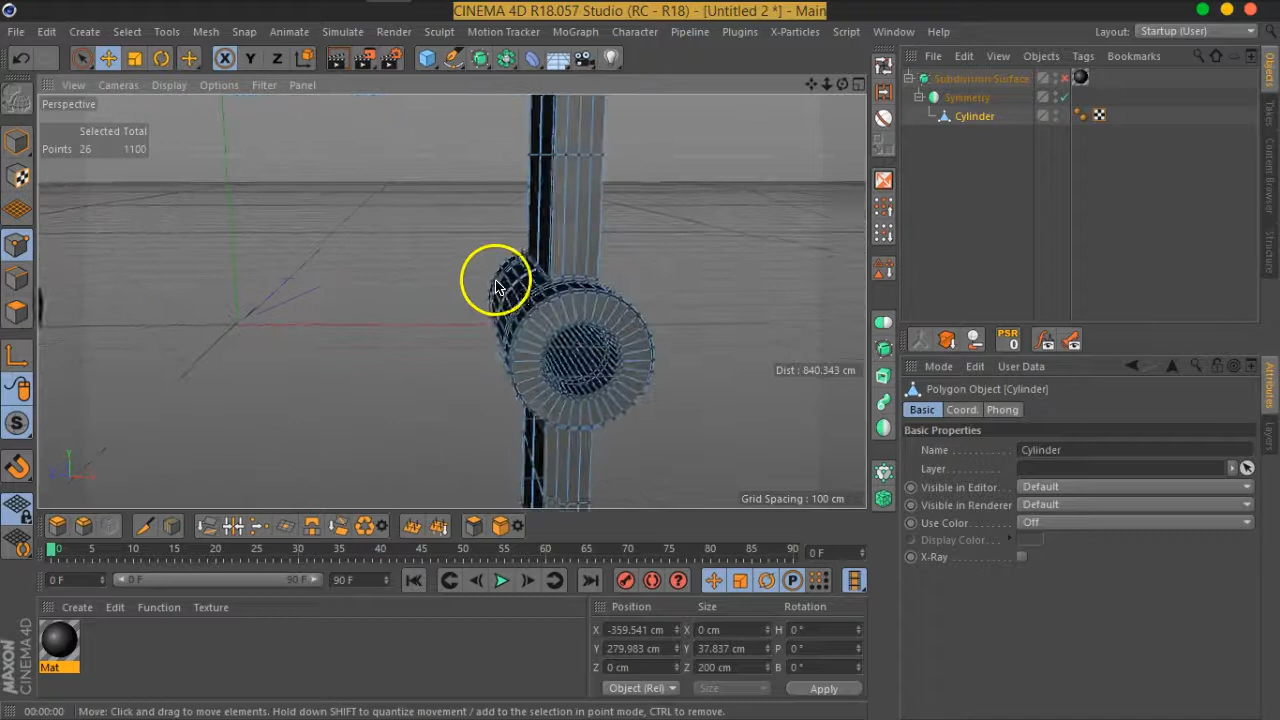 CINEMA 4D R18.057 Studio (RC - R18) - [Untitled 2 *] - Main
File Edit Create Select Tools Mesh Snap Animate Simulate Render Sculpt Motion Tracker MoGraph Character Pipeline Plugins X-Particles Script Window Help Layout: Startup (User)
X Y Z
File Edit View Objects Tags Bookmarks
View Cameras Display Options Filter Panel
Subdivision Surface
Symmetry
Cylinder
Perspective
Selected Total
Points 26 1100
Dist : 840.343 cm
Grid Spacing : 100 cm
Objects
Takes
Content Browser
Structure
PSR
0
Mode Edit User Data
Polygon Object [Cylinder]
Basic Coord. Phong
Basic Properties
Name Cylinder
Layer
Visible in Editor Default
Visible in Renderer Default
Use Color Off
Display Color
X-Ray
Attributes
Layers
0 5 10 15 20 25 30 35 40 45 50 55 60 65 70 75 80 85 90 0 F
0 F 0 F 90 F 90 F
Create Edit Function Texture
Mat
Position Size Rotation
X -359.541 cm X 0 cm H 0 °
Y 279.983 cm Y 37.837 cm P 0 °
Z 0 cm Z 200 cm B 0 °
Object (Rel) Size Apply
MAXON
CINEMA 4D
00:00:00 Move: Click and drag to move elements. Hold down SHIFT to quantize movement / add to the selection in point mode, CTRL to remove.